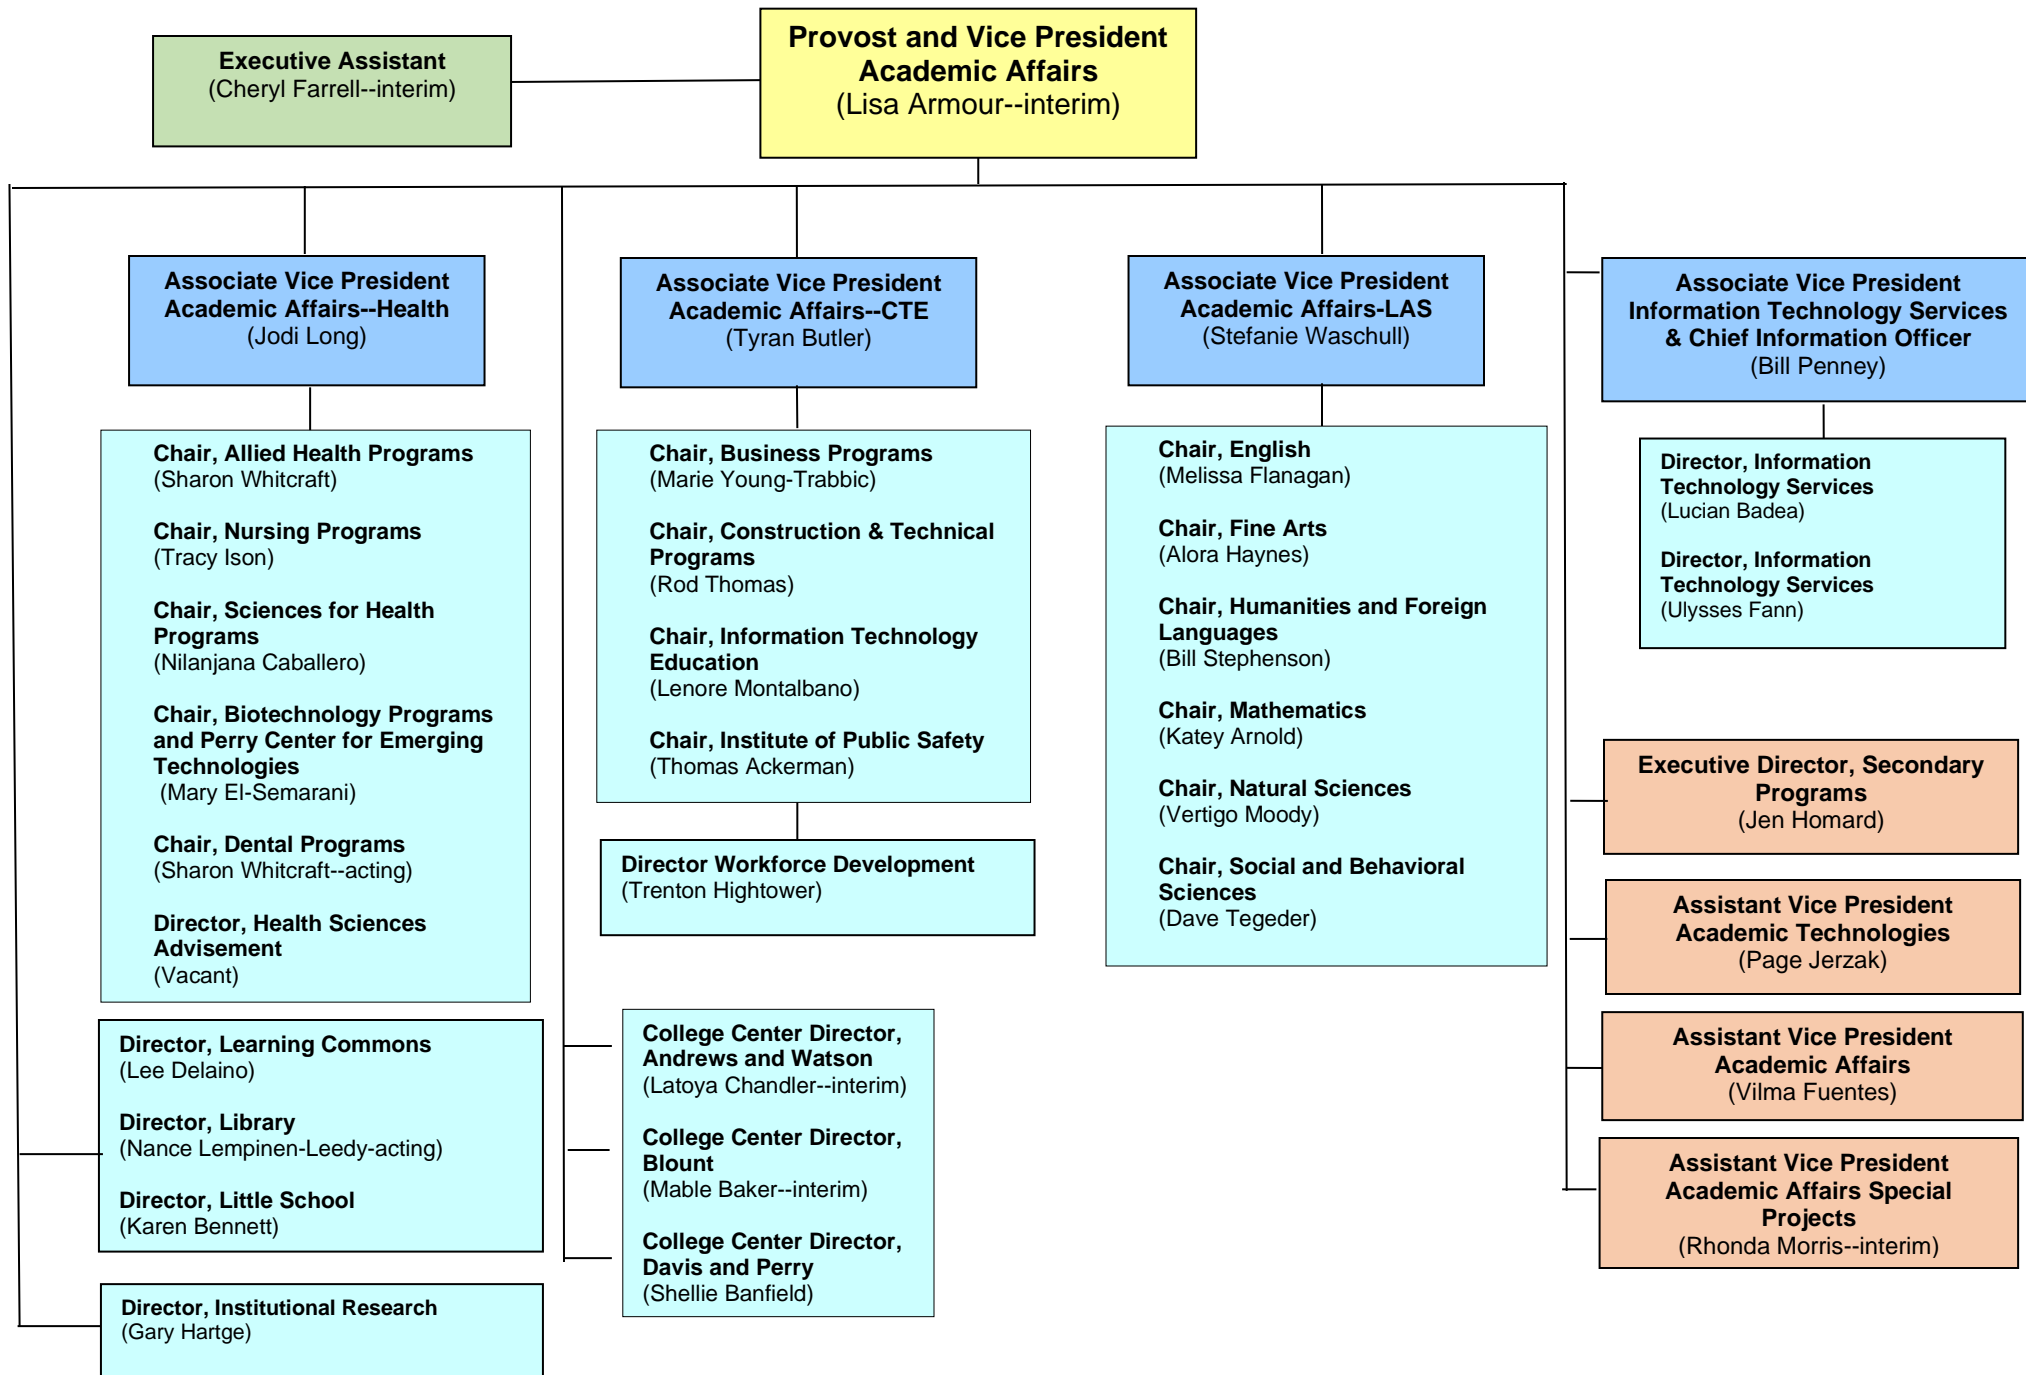 Executive Assistant
(Cheryl Farrell--interim)
Provost and Vice President
Academic Affairs
(Lisa Armour--interim)
Associate Vice President
Academic Affairs--Health
(Jodi Long)
Associate Vice President
Academic Affairs--CTE
(Tyran Butler)
Associate Vice President
Academic Affairs-LAS
(Stefanie Waschull)
Associate Vice President
Information Technology Services
& Chief Information Officer
(Bill Penney)
Chair, Allied Health Programs
(Sharon Whitcraft)
Chair, Nursing Programs
(Tracy Ison)
Chair, Sciences for Health
Programs
(Nilanjana Caballero)
Chair, Biotechnology Programs
and Perry Center for Emerging
Technologies
(Mary El-Semarani)
Chair, Dental Programs
(Sharon Whitcraft--acting)
Director, Health Sciences
Advisement
(Vacant)
Chair, Business Programs
(Marie Young-Trabbic)
Chair, Construction & Technical
Programs
(Rod Thomas)
Chair, Information Technology
Education
(Lenore Montalbano)
Chair, Institute of Public Safety
(Thomas Ackerman)
Director Workforce Development
(Trenton Hightower)
Chair, English
(Melissa Flanagan)
Chair, Fine Arts
(Alora Haynes)
Chair, Humanities and Foreign
Languages
(Bill Stephenson)
Chair, Mathematics
(Katey Arnold)
Chair, Natural Sciences
(Vertigo Moody)
Chair, Social and Behavioral
Sciences
(Dave Tegeder)
Director, Information
Technology Services
(Lucian Badea)
Director, Information
Technology Services
(Ulysses Fann)
Executive Director, Secondary
Programs
(Jen Homard)
Assistant Vice President
Academic Technologies
(Page Jerzak)
Assistant Vice President
Academic Affairs
(Vilma Fuentes)
Assistant Vice President
Academic Affairs Special
Projects
(Rhonda Morris--interim)
Director, Learning Commons
(Lee Delaino)
Director, Library
(Nance Lempinen-Leedy-acting)
Director, Little School
(Karen Bennett)
Director, Institutional Research
(Gary Hartge)
College Center Director,
Andrews and Watson
(Latoya Chandler--interim)
College Center Director,
Blount
(Mable Baker--interim)
College Center Director,
Davis and Perry
(Shellie Banfield)